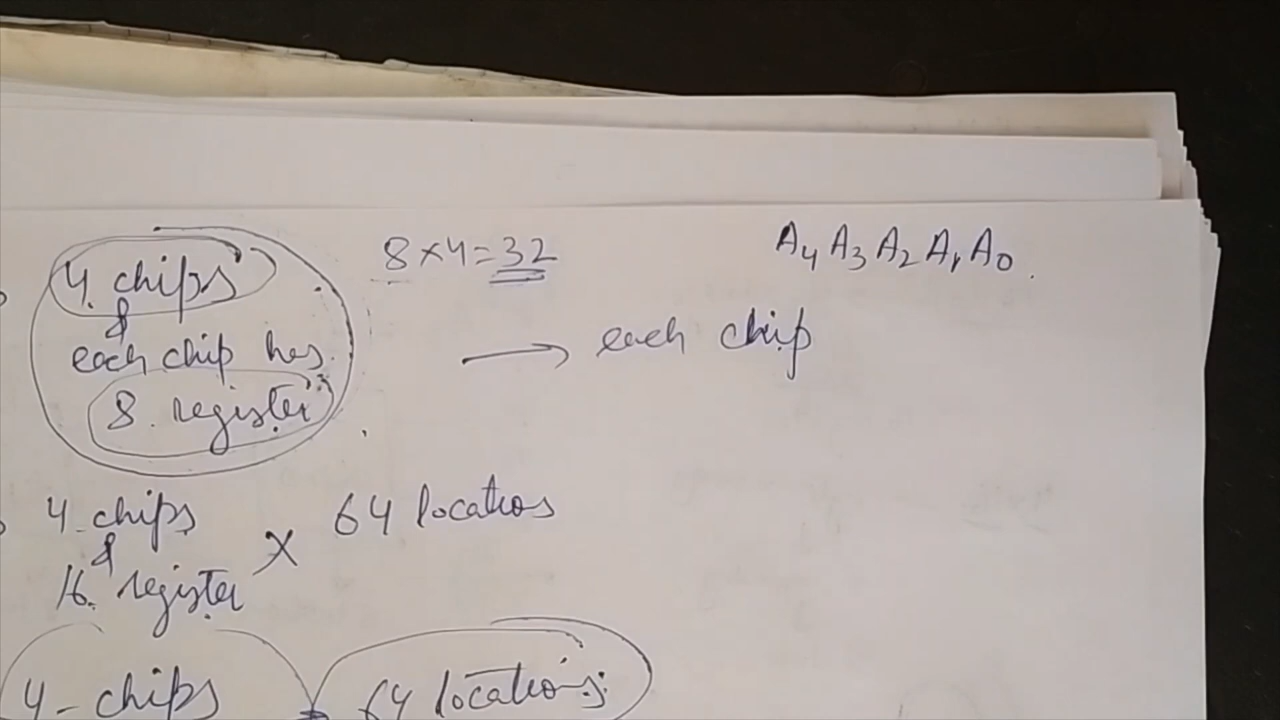 4 chips
&
each chip has
8 register
8 × 4 = 32
A4 A3 A2 A1 A0
→ each chip
4 chips
&
16 register
× 64 locations
4 - chips
64 locations